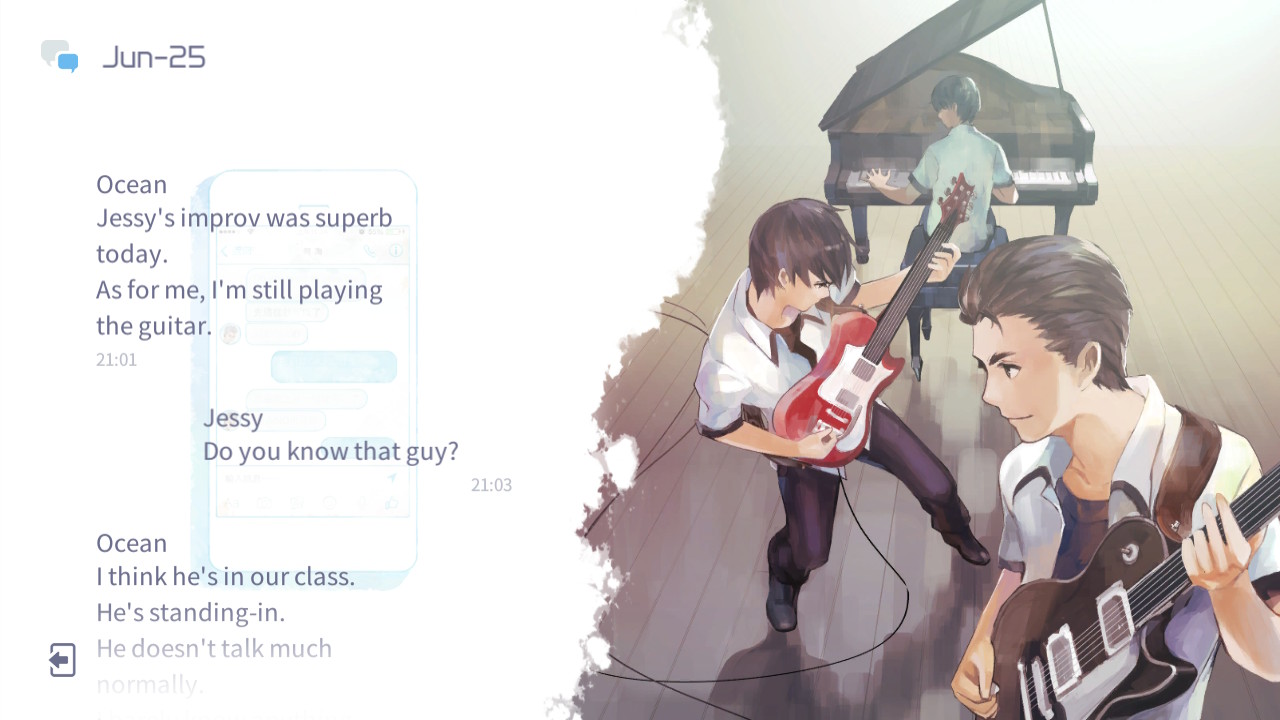 Jun-25
Ocean
Jessy's improv was superb
today.
As for me, I'm still playing
the guitar.
21:01
Jessy
Do you know that guy?
21:03
Ocean
I think he's in our class.
He's standing-in.
He doesn't talk much
normally.